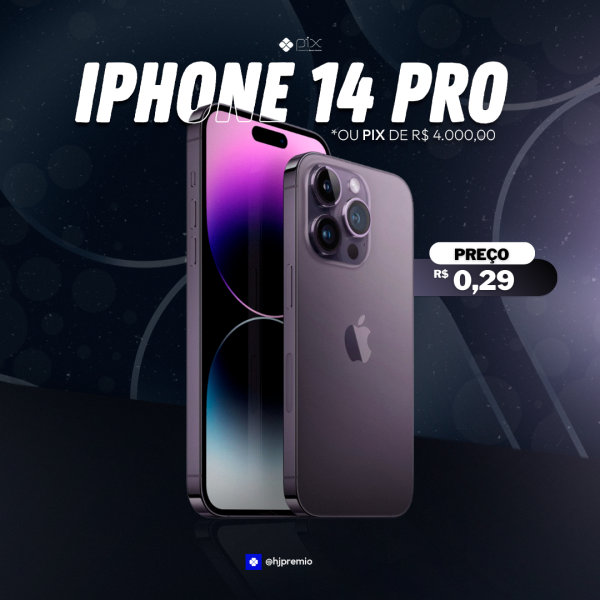 pix
IPHONE 14 PRO
*OU PIX DE R$ 4.000,00
PREÇO
R$ 0,29
@hjpremio